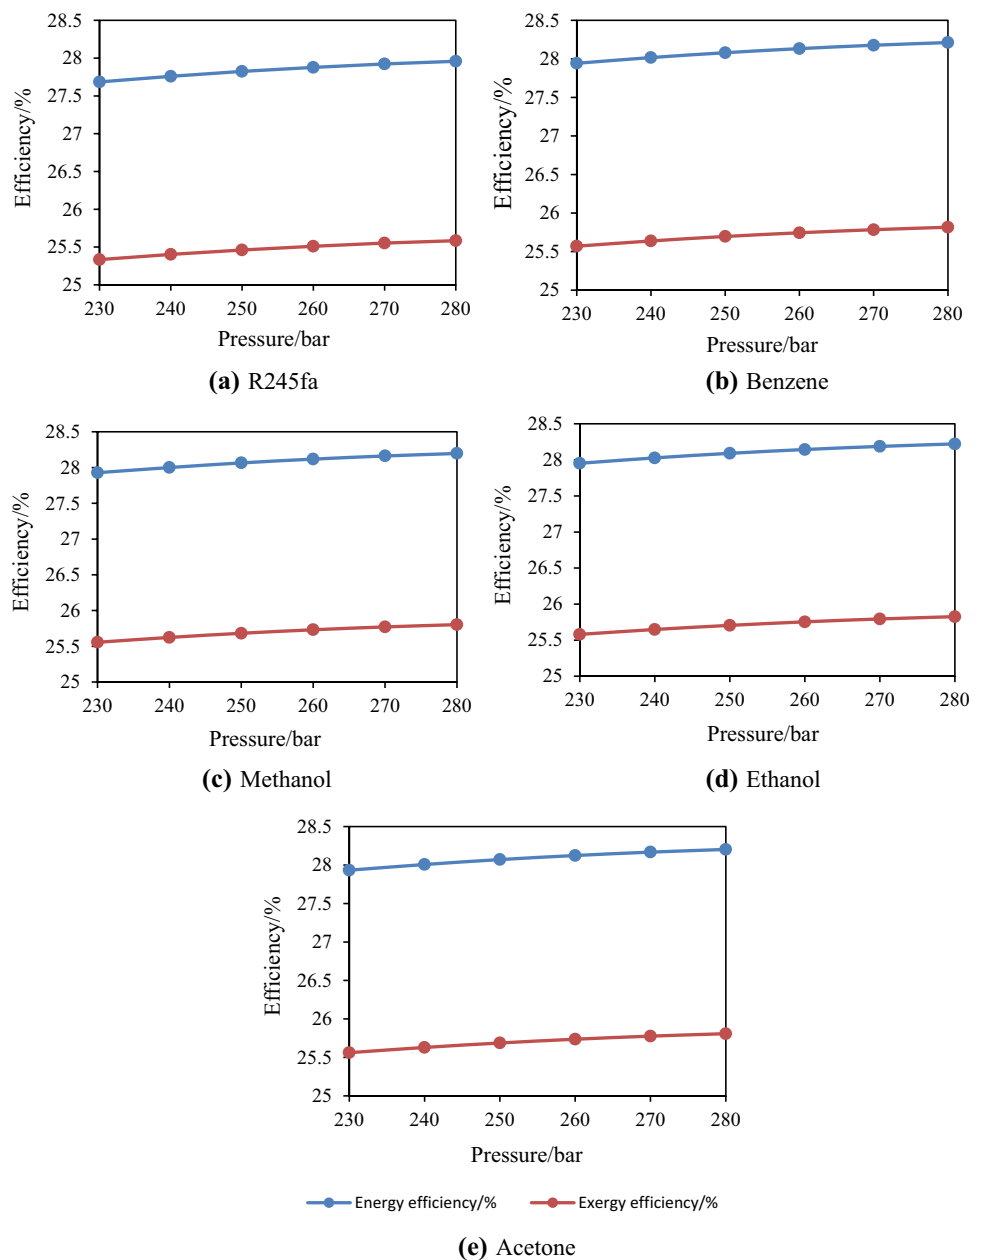 28.5
28
27.5
27
26.5
26
25.5
25
Efficiency/%
230 240 250 260 270 280
Pressure/bar
(a) R245fa
28.5
28
27.5
27
26.5
26
25.5
25
Efficiency/%
230 240 250 260 270 280
Pressure/bar
(b) Benzene
28.5
28
27.5
27
26.5
26
25.5
25
Efficiency/%
230 240 250 260 270 280
Pressure/bar
(c) Methanol
28.5
28
27.5
27
26.5
26
25.5
25
Efficiency/%
230 240 250 260 270 280
Pressure/bar
(d) Ethanol
28.5
28
27.5
27
26.5
26
25.5
25
Efficiency/%
230 240 250 260 270 280
Pressure/bar
Energy efficiency/% Exergy efficiency/%
(e) Acetone